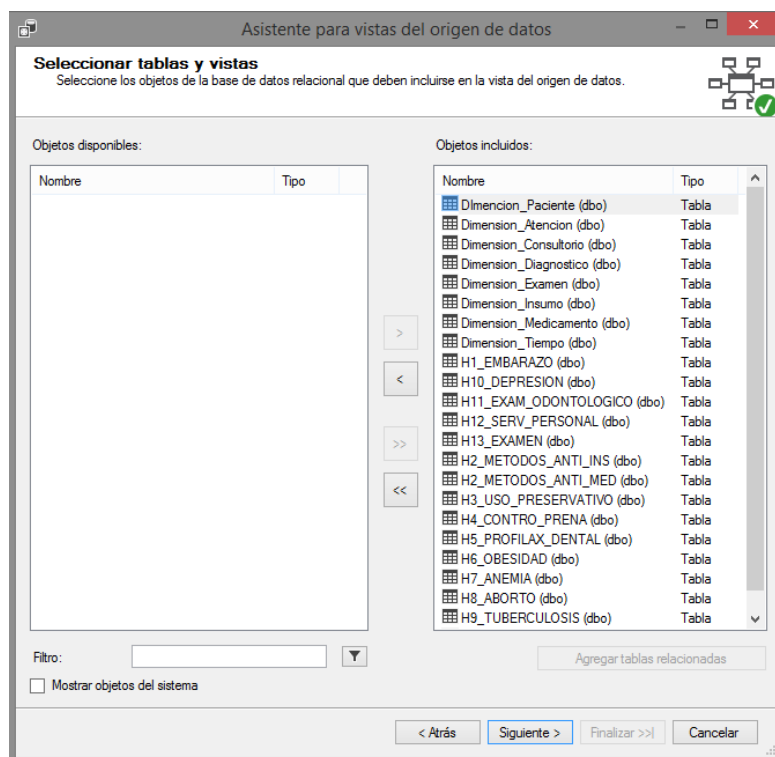 Asistente para vistas del origen de datos
Seleccionar tablas y vistas
Seleccione los objetos de la base de datos relacional que deben incluirse en la vista del origen de datos.
Objetos disponibles:
Nombre Tipo
Objetos incluidos:
Nombre Tipo
DImencion_Paciente (dbo) Tabla
Dimension_Atencion (dbo) Tabla
Dimension_Consultorio (dbo) Tabla
Dimension_Diagnostico (dbo) Tabla
Dimension_Examen (dbo) Tabla
Dimension_Insumo (dbo) Tabla
Dimension_Medicamento (dbo) Tabla
Dimension_Tiempo (dbo) Tabla
H1_EMBARAZO (dbo) Tabla
H10_DEPRESION (dbo) Tabla
H11_EXAM_ODONTOLOGICO (dbo) Tabla
H12_SERV_PERSONAL (dbo) Tabla
H13_EXAMEN (dbo) Tabla
H2_METODOS_ANTI_INS (dbo) Tabla
H2_METODOS_ANTI_MED (dbo) Tabla
H3_USO_PRESERVATIVO (dbo) Tabla
H4_CONTRO_PRENA (dbo) Tabla
H5_PROFILAX_DENTAL (dbo) Tabla
H6_OBESIDAD (dbo) Tabla
H7_ANEMIA (dbo) Tabla
H8_ABORTO (dbo) Tabla
H9_TUBERCULOSIS (dbo) Tabla
>
<
>>
<<
Filtro:
Agregar tablas relacionadas
Mostrar objetos del sistema
< Atrás Siguiente > Finalizar >>| Cancelar